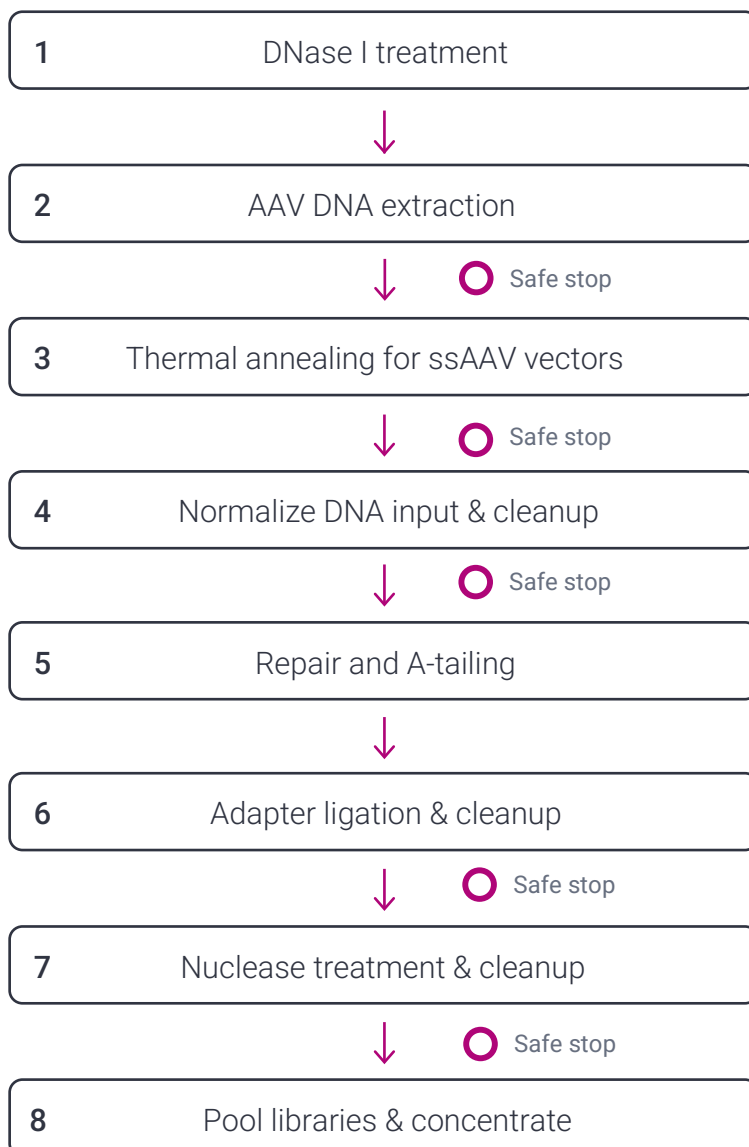 1 DNase I treatment
2 AAV DNA extraction
Safe stop
3 Thermal annealing for ssAAV vectors
Safe stop
4 Normalize DNA input & cleanup
Safe stop
5 Repair and A-tailing
6 Adapter ligation & cleanup
Safe stop
7 Nuclease treatment & cleanup
Safe stop
8 Pool libraries & concentrate